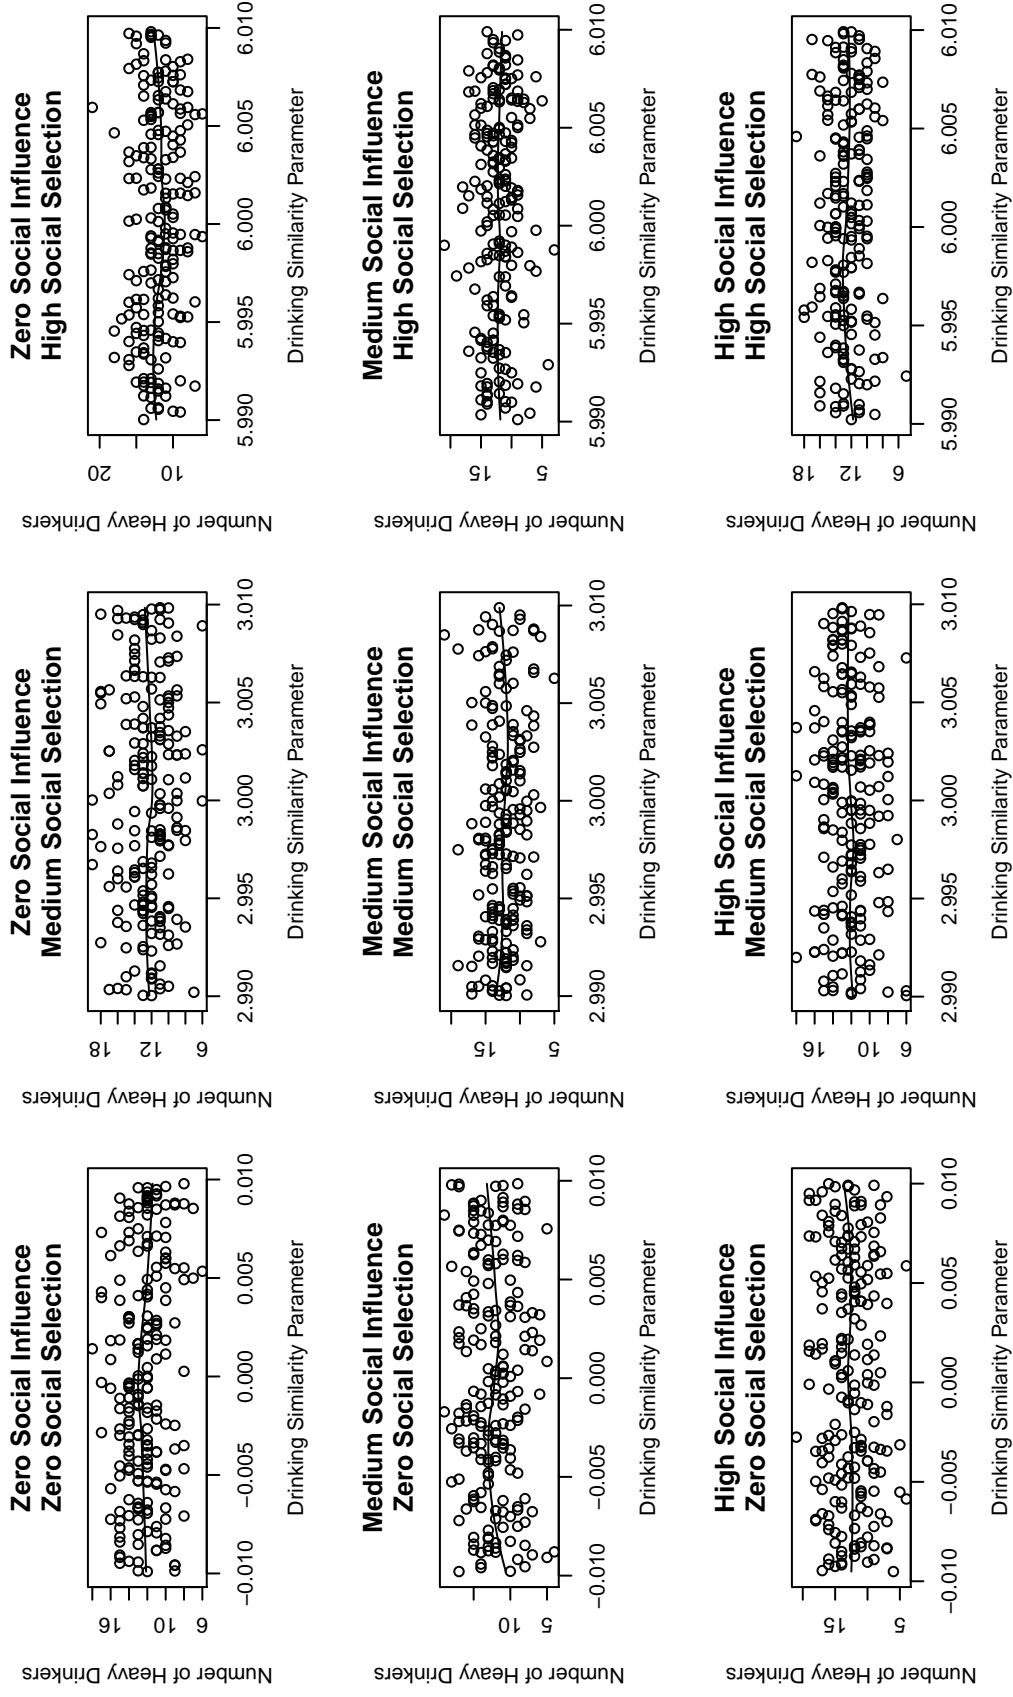 Zero Social Influence
Zero Social Selection
Number of Heavy Drinkers
6
10
16
−0.010
−0.005
0.000
0.005
0.010
Drinking Similarity Parameter
Zero Social Influence
Medium Social Selection
Number of Heavy Drinkers
6
12
18
2.990
2.995
3.000
3.005
3.010
Drinking Similarity Parameter
Zero Social Influence
High Social Selection
Number of Heavy Drinkers
10
20
5.990
5.995
6.000
6.005
6.010
Drinking Similarity Parameter
Medium Social Influence
Zero Social Selection
Number of Heavy Drinkers
5
10
−0.010
−0.005
0.000
0.005
0.010
Drinking Similarity Parameter
Medium Social Influence
Medium Social Selection
Number of Heavy Drinkers
5
15
2.990
2.995
3.000
3.005
3.010
Drinking Similarity Parameter
Medium Social Influence
High Social Selection
Number of Heavy Drinkers
5
15
5.990
5.995
6.000
6.005
6.010
Drinking Similarity Parameter
High Social Influence
Zero Social Selection
Number of Heavy Drinkers
5
15
−0.010
−0.005
0.000
0.005
0.010
Drinking Similarity Parameter
High Social Influence
Medium Social Selection
Number of Heavy Drinkers
6
10
16
2.990
2.995
3.000
3.005
3.010
Drinking Similarity Parameter
High Social Influence
High Social Selection
Number of Heavy Drinkers
6
12
18
5.990
5.995
6.000
6.005
6.010
Drinking Similarity Parameter